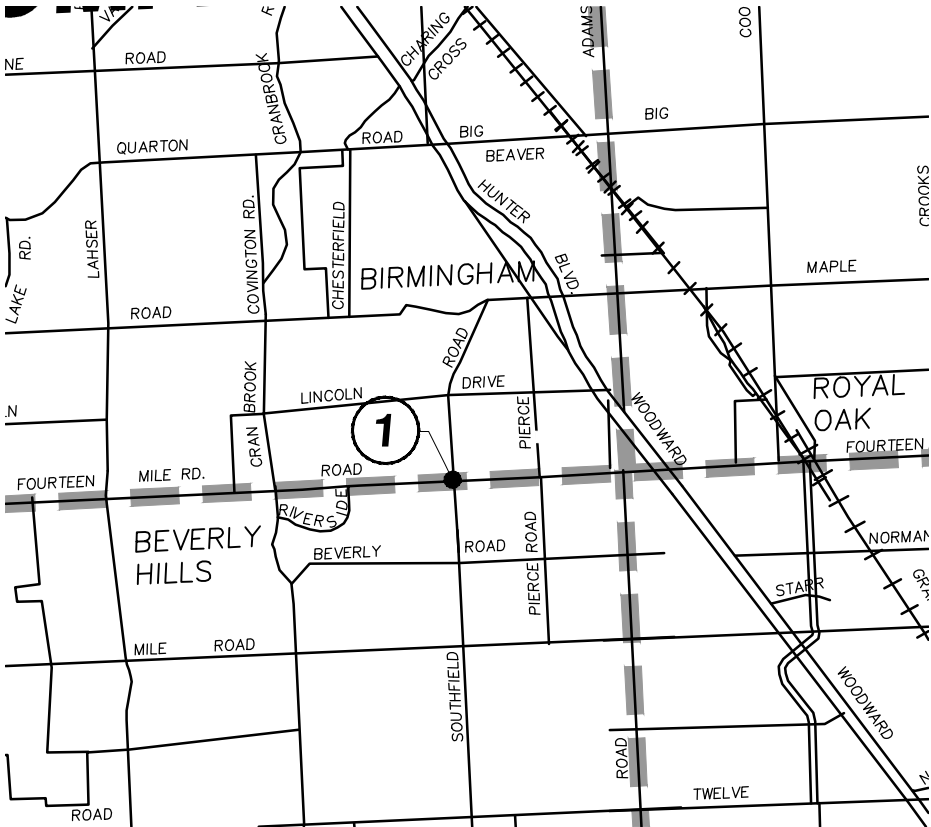 ROAD
CRANBROOK
CHARING
CROSS
ADAMS
COO
QUARTON
ROAD
BIG
BEAVER
BIG
CROOKS
LAKE
RD.
LAHSER
COVINGTON RD.
CHESTERFIELD
HUNTER
BLVD.
BIRMINGHAM
MAPLE
ROAD
ROAD
CRAN
BROOK
LINCOLN
DRIVE
PIERCE
WOODWARD
ROYAL
OAK
1
FOURTEEN
MILE RD.
ROAD
FOURTEEN
RIVERSIDE
BEVERLY
HILLS
BEVERLY
ROAD
PIERCE ROAD
NORMAN
STARR
GRA
MILE
ROAD
SOUTHFIELD
WOODWARD
ROAD
TWELVE
ROAD